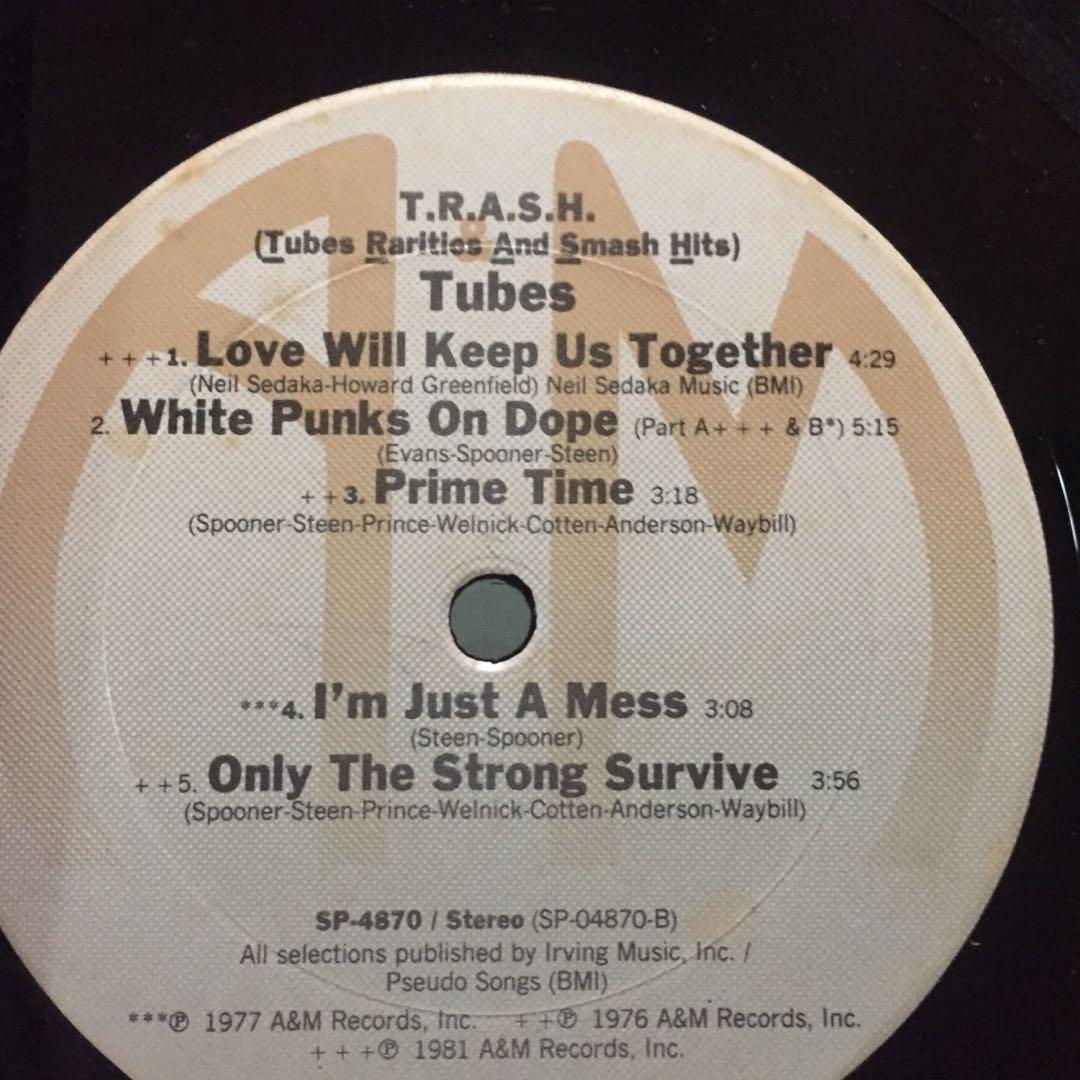 T.R.A.S.H.
(Tubes Rarities And Smash Hits)
Tubes
+ + +1. Love Will Keep Us Together 4:29
(Neil Sedaka-Howard Greenfield) Neil Sedaka Music (BMI)
2. White Punks On Dope (Part A+ + + & B*) 5:15
(Evans-Spooner-Steen)
+ +3. Prime Time 3:18
(Spooner-Steen-Prince-Welnick-Cotten-Anderson-Waybill)
***4. I'm Just A Mess 3:08
(Steen-Spooner)
+ +5. Only The Strong Survive 3:56
(Spooner-Steen-Prince-Welnick-Cotten-Anderson-Waybill)
SP-4870 / Stereo (SP-04870-B)
All selections published by Irving Music, Inc. /
Pseudo Songs (BMI)
***℗ 1977 A&M Records, Inc. + +℗ 1976 A&M Records, Inc.
+ + +℗ 1981 A&M Records, Inc.